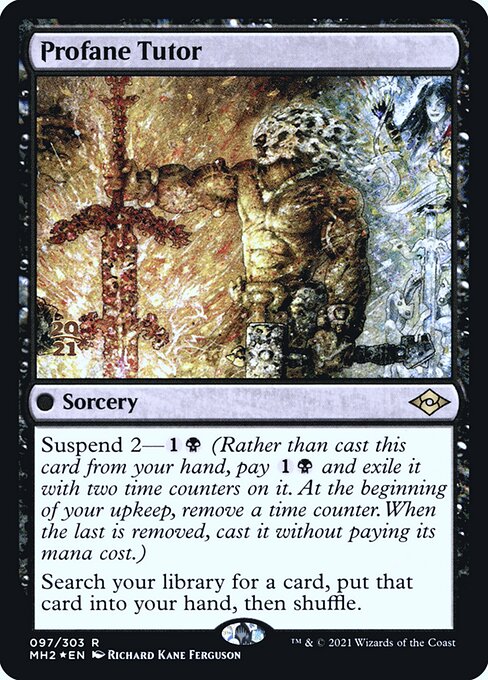 Profane Tutor
20
21
Sorcery
Suspend 2—1 (Rather than cast this
card from your hand, pay 1 and exile it
with two time counters on it. At the beginning
of your upkeep, remove a time counter. When
the last is removed, cast it without paying its
mana cost.)
Search your library for a card, put that
card into your hand, then shuffle.
097/303 R
MH2 EN Richard Kane Ferguson
™ & © 2021 Wizards of the Coast